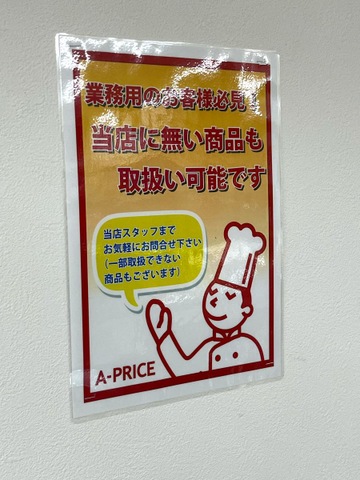 業務用のお客様必見!
当店に無い商品も
取扱い可能です
当店スタッフまで
お気軽にお問合せ下さい
(一部取扱できない
商品もございます)
A-PRICE